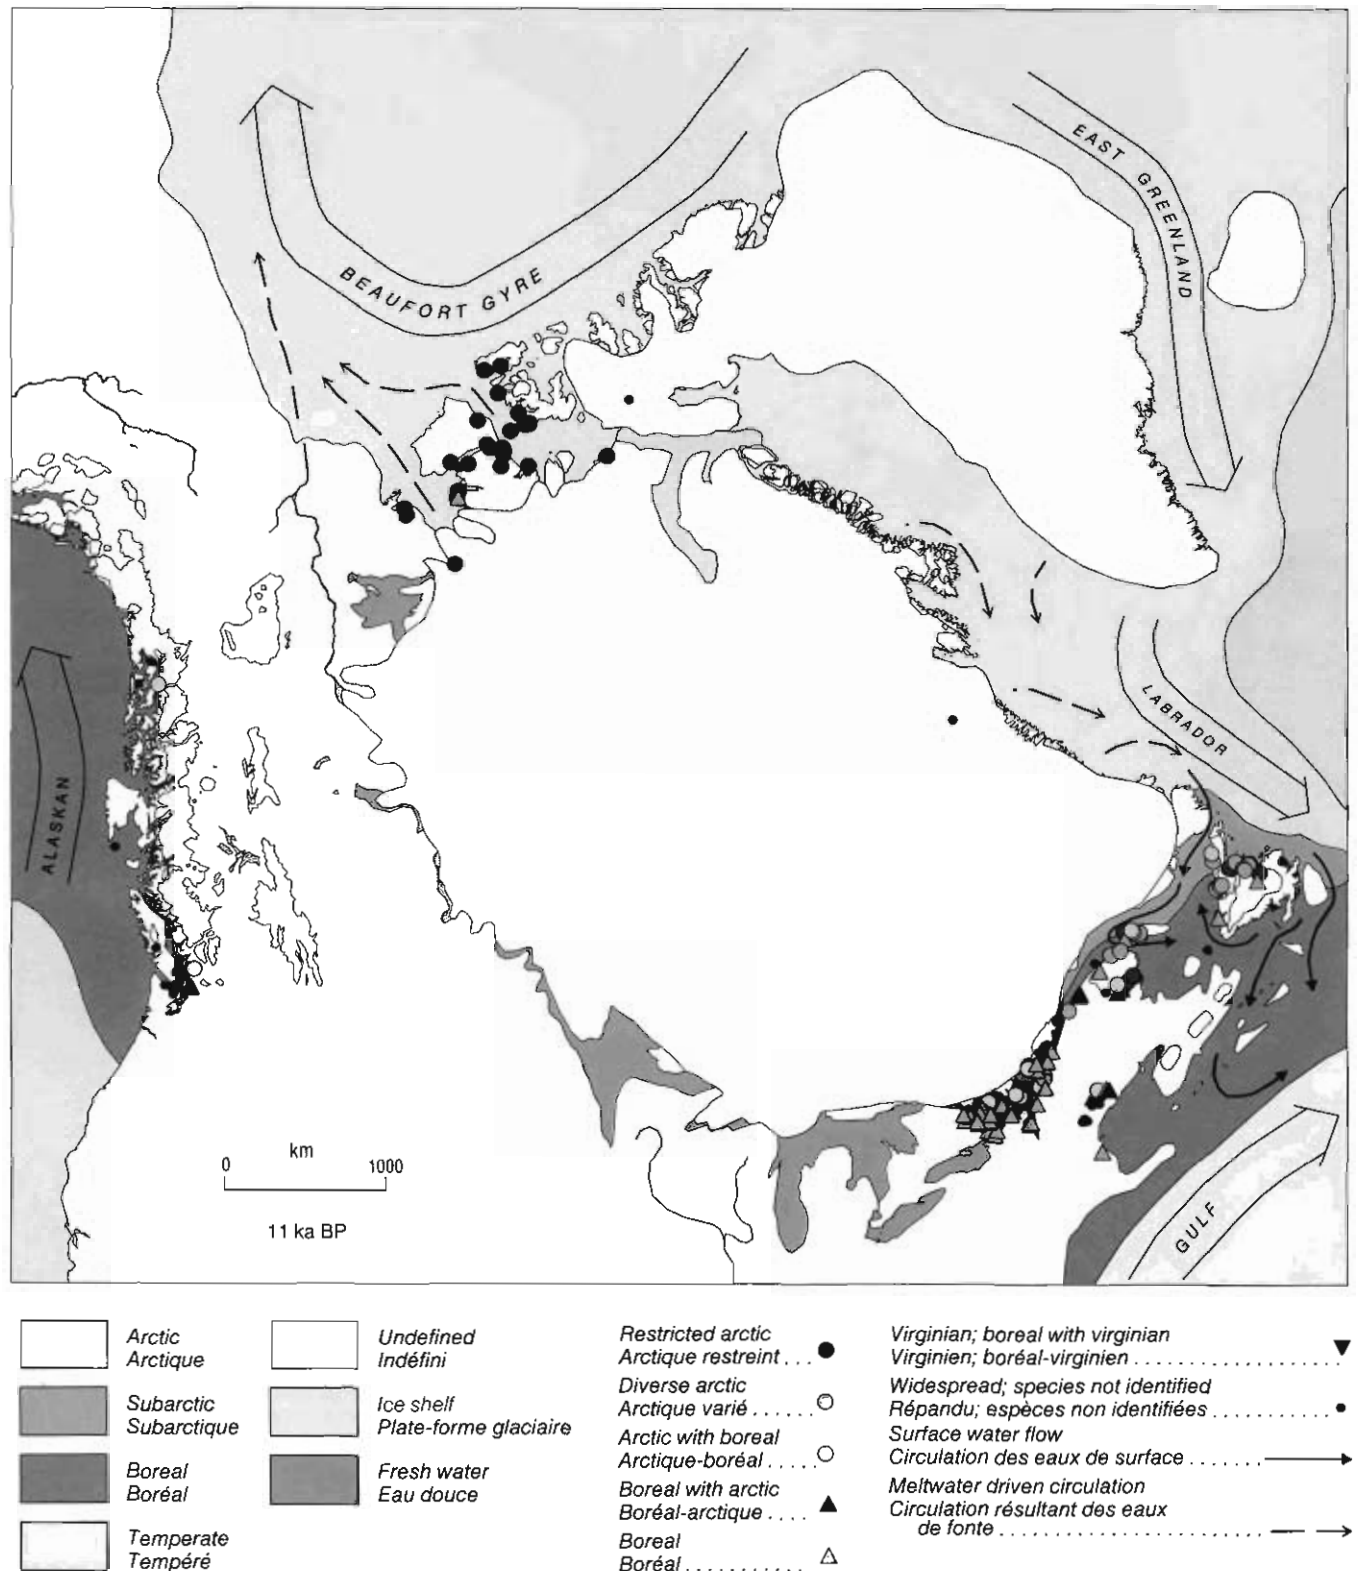 EAST GREENLAND
BEAUFORT GYRE
LABRADOR
ALASKAN
GULF
km
0 1000
11 ka BP
Arctic
Arctique
Subarctic
Subarctique
Boreal
Boréal
Temperate
Tempéré
Undefined
Indéfini
Ice shelf
Plate-forme glaciaire
Fresh water
Eau douce
Restricted arctic
Arctique restreint . . .
Diverse arctic
Arctique varié . . . . . .
Arctic with boreal
Arctique-boréal . . . . .
Boreal with arctic
Boréal-arctique . . . .
Boreal
Boréal . . . . . . . . . . .
Virginian; boreal with virginian
Virginien; boréal-virginien . . . . . . . . . . . . . . . . . .
Widespread; species not identified
Répandu; espèces non identifiées . . . . . . . . . . .
Surface water flow
Circulation des eaux de surface . . . . . . .
Meltwater driven circulation
Circulation résultant des eaux
de fonte . . . . . . . . . . . . . . . . . . . . . . .